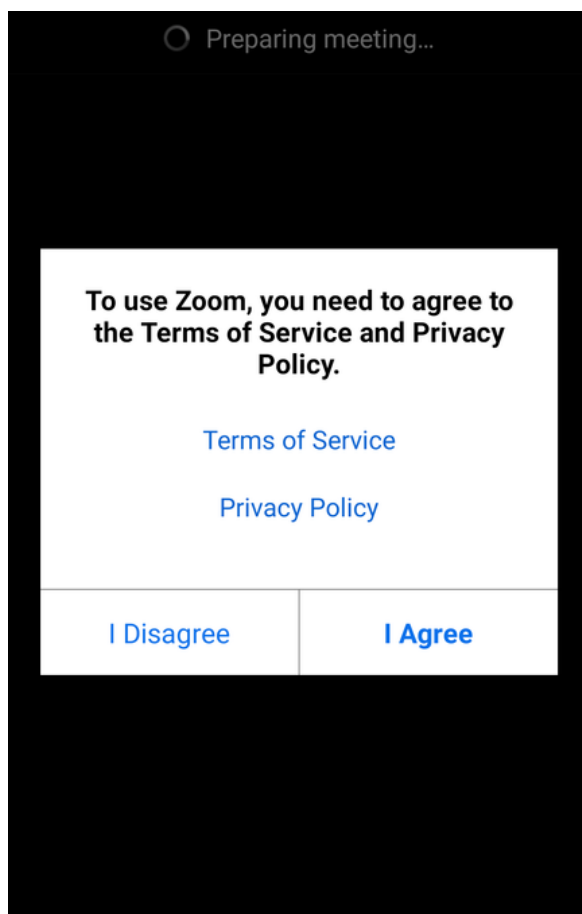 Preparing meeting...
To use Zoom, you need to agree to
the Terms of Service and Privacy
Policy.
Terms of Service
Privacy Policy
I Disagree
I Agree